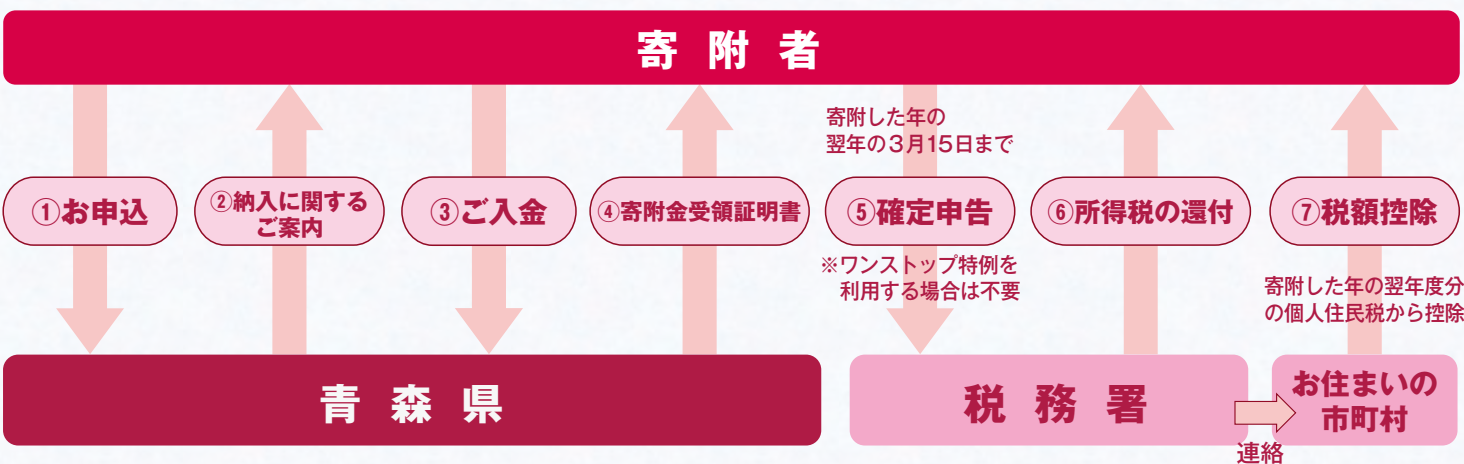 寄附者
寄附した年の
翌年の3月15日まで
①お申込
②納入に関する
ご案内
③ご入金
④寄附金受領証明書
⑤確定申告
⑥所得税の還付
⑦税額控除
※ワンストップ特例を
利用する場合は不要
寄附した年の翌年度分
の個人住民税から控除
青森県
税務署
お住まいの
市町村
連絡